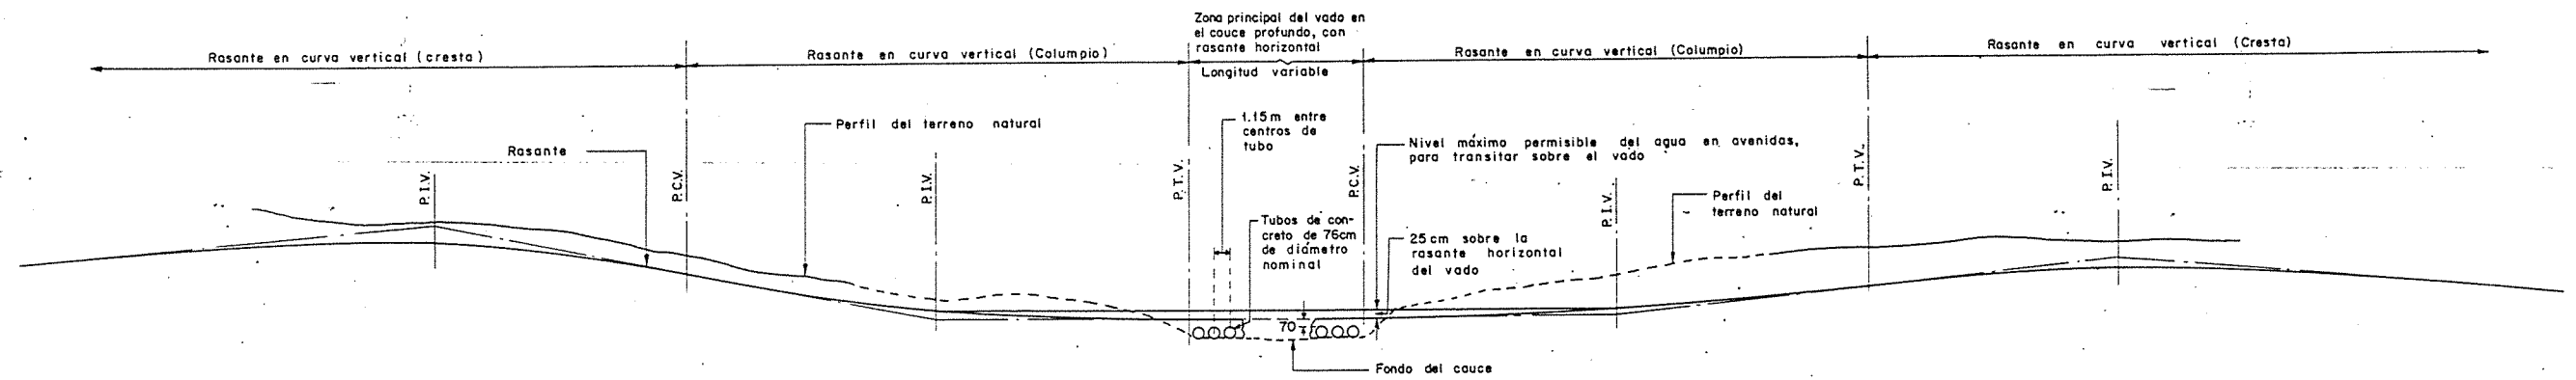 Zona principal del vado en
el couce profundo, con
rasante horizontal
Longitud variable
Rasante en curva vertical (cresta)
Rasante en curva vertical (Columpio)
Rasante en curva vertical (Columpio)
Rasante en curva vertical (Cresta)
Perfil del terreno natural
Rasante
1.15m entre
centros de
tubo
Nivel máximo permisible del agua en avenidas,
para transitar sobre el vado
P.I.V.
P.C.V.
P.I.V.
P.T.V.
P.C.V.
P.I.V.
P.T.V.
P.I.V.
Perfil del
terreno natural
Tubos de con-
creto de 76cm
de diámetro
nominal
25cm sobre la
rasante horizontal
del vado
70
Fondo del cauce